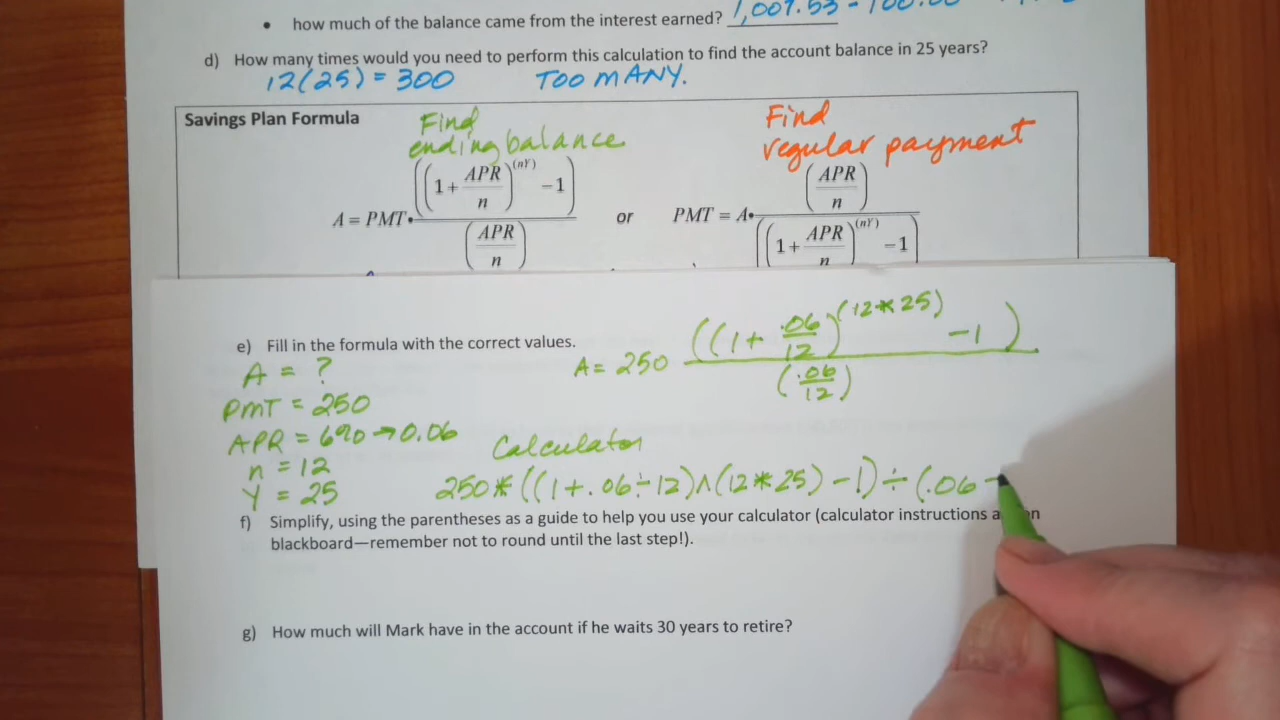 • how much of the balance came from the interest earned? 1,007.53 -
d) How many times would you need to perform this calculation to find the account balance in 25 years?
12(25) = 300 TOO MANY.
Savings Plan Formula
Find ending balance
Find regular payment
A = PMT • ((1 + APR/n)^(nY) − 1) / (APR/n) or PMT = A • (APR/n) / ((1 + APR/n)^(nY) − 1)
e) Fill in the formula with the correct values.
A = ?
PMT = 250
APR = 6% → 0.06
n = 12
Y = 25
A = 250 ((1 + .06/12)^(12*25) − 1) / (.06/12)
Calculator
250 * ((1 + .06 ÷ 12) ^ (12 * 25) − 1) ÷ (.06
f) Simplify, using the parentheses as a guide to help you use your calculator (calculator instructions
blackboard—remember not to round until the last step!).
g) How much will Mark have in the account if he waits 30 years to retire?